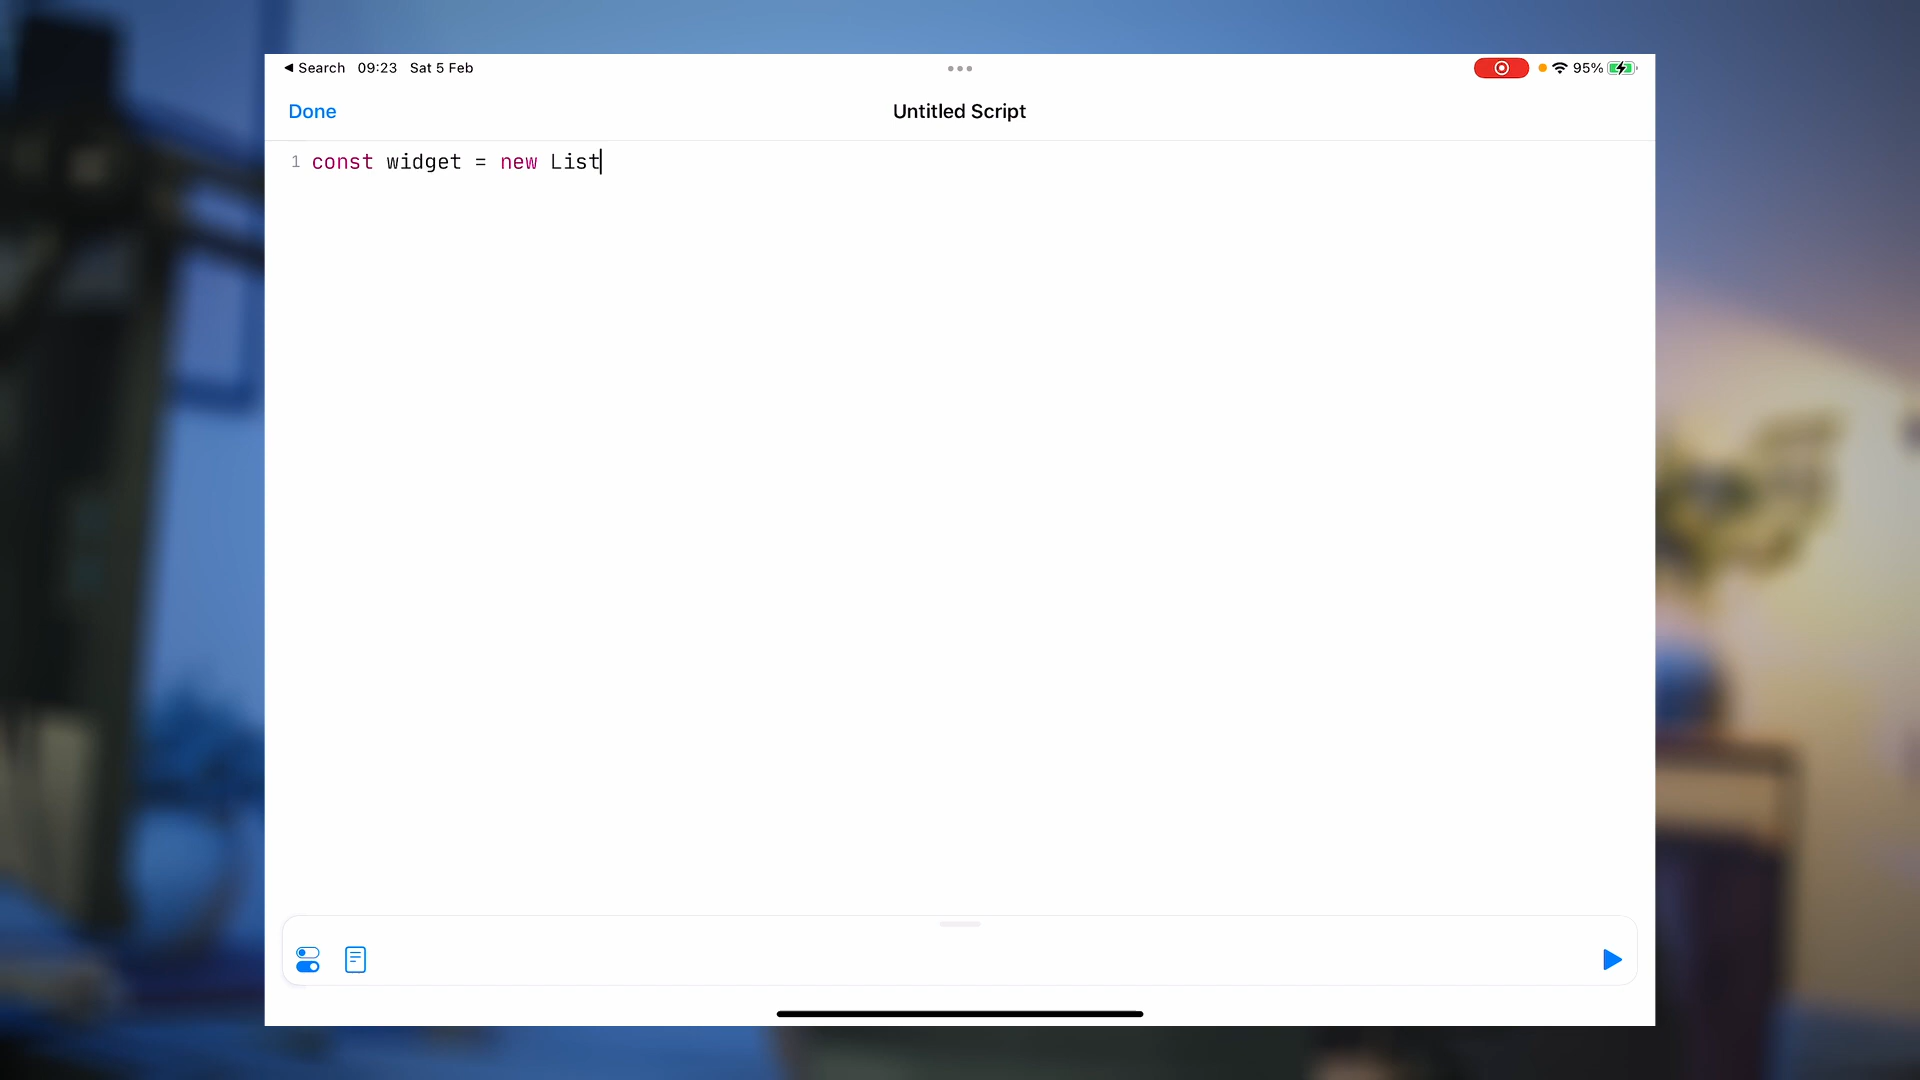 ◀ Search 09:23 Sat 5 Feb
95%
Done
Untitled Script
1 const widget = new List